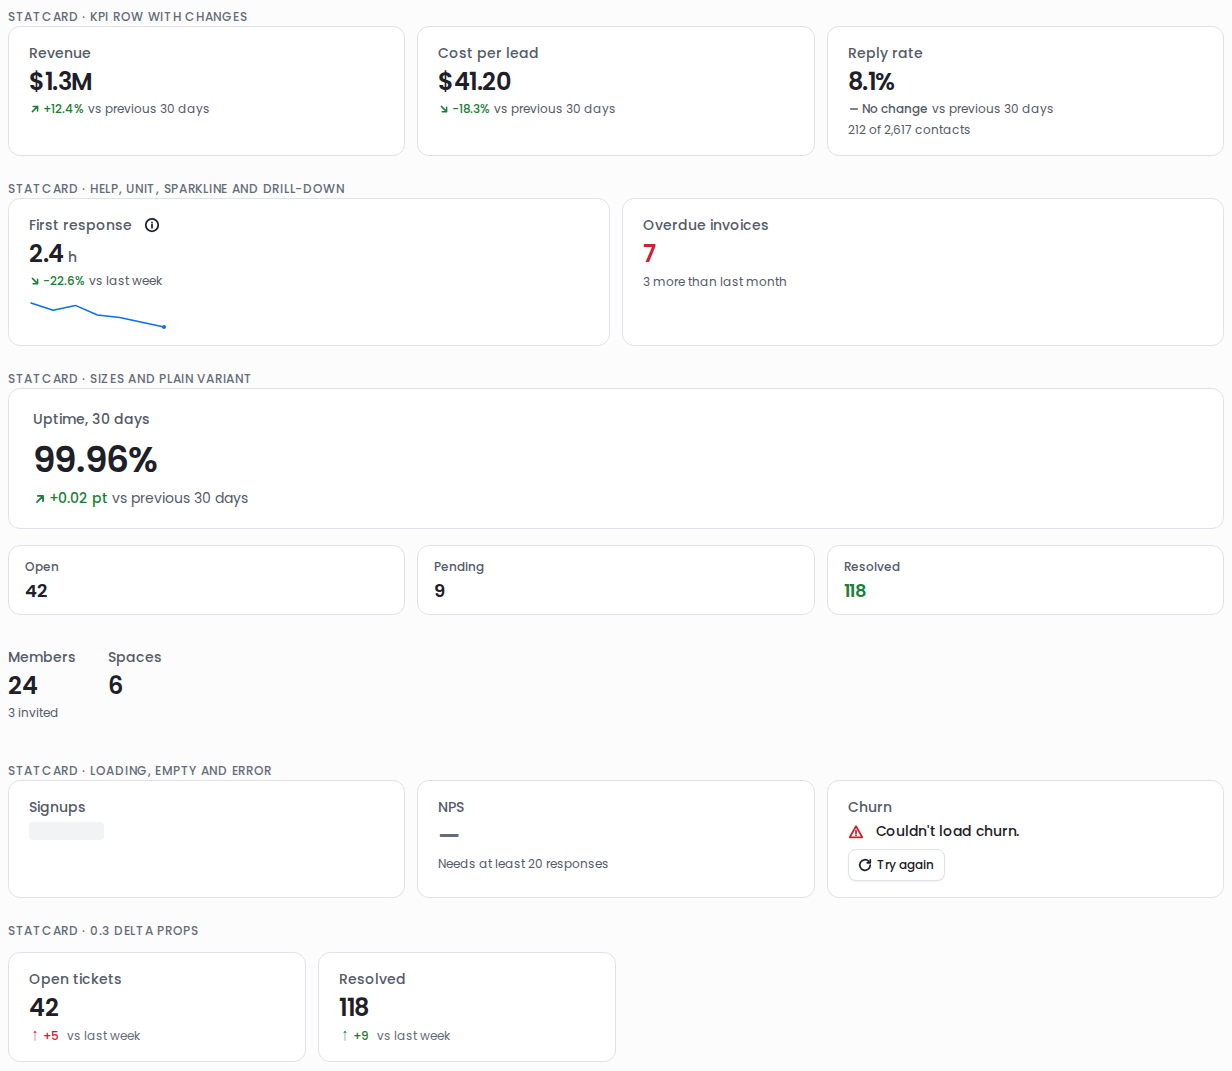 STATCARD · KPI ROW WITH CHANGES
Revenue
$1.3M
+12.4% vs previous 30 days
Cost per lead
$41.20
-18.3% vs previous 30 days
Reply rate
8.1%
– No change vs previous 30 days
212 of 2,617 contacts
STATCARD · HELP, UNIT, SPARKLINE AND DRILL-DOWN
First response
2.4 h
-22.6% vs last week
Overdue invoices
7
3 more than last month
STATCARD · SIZES AND PLAIN VARIANT
Uptime, 30 days
99.96%
+0.02 pt vs previous 30 days
Open
42
Pending
9
Resolved
118
Members
24
3 invited
Spaces
6
STATCARD · LOADING, EMPTY AND ERROR
Signups
NPS
—
Needs at least 20 responses
Churn
Couldn't load churn.
Try again
STATCARD · 0.3 DELTA PROPS
Open tickets
42
↑ +5 vs last week
Resolved
118
↑ +9 vs last week